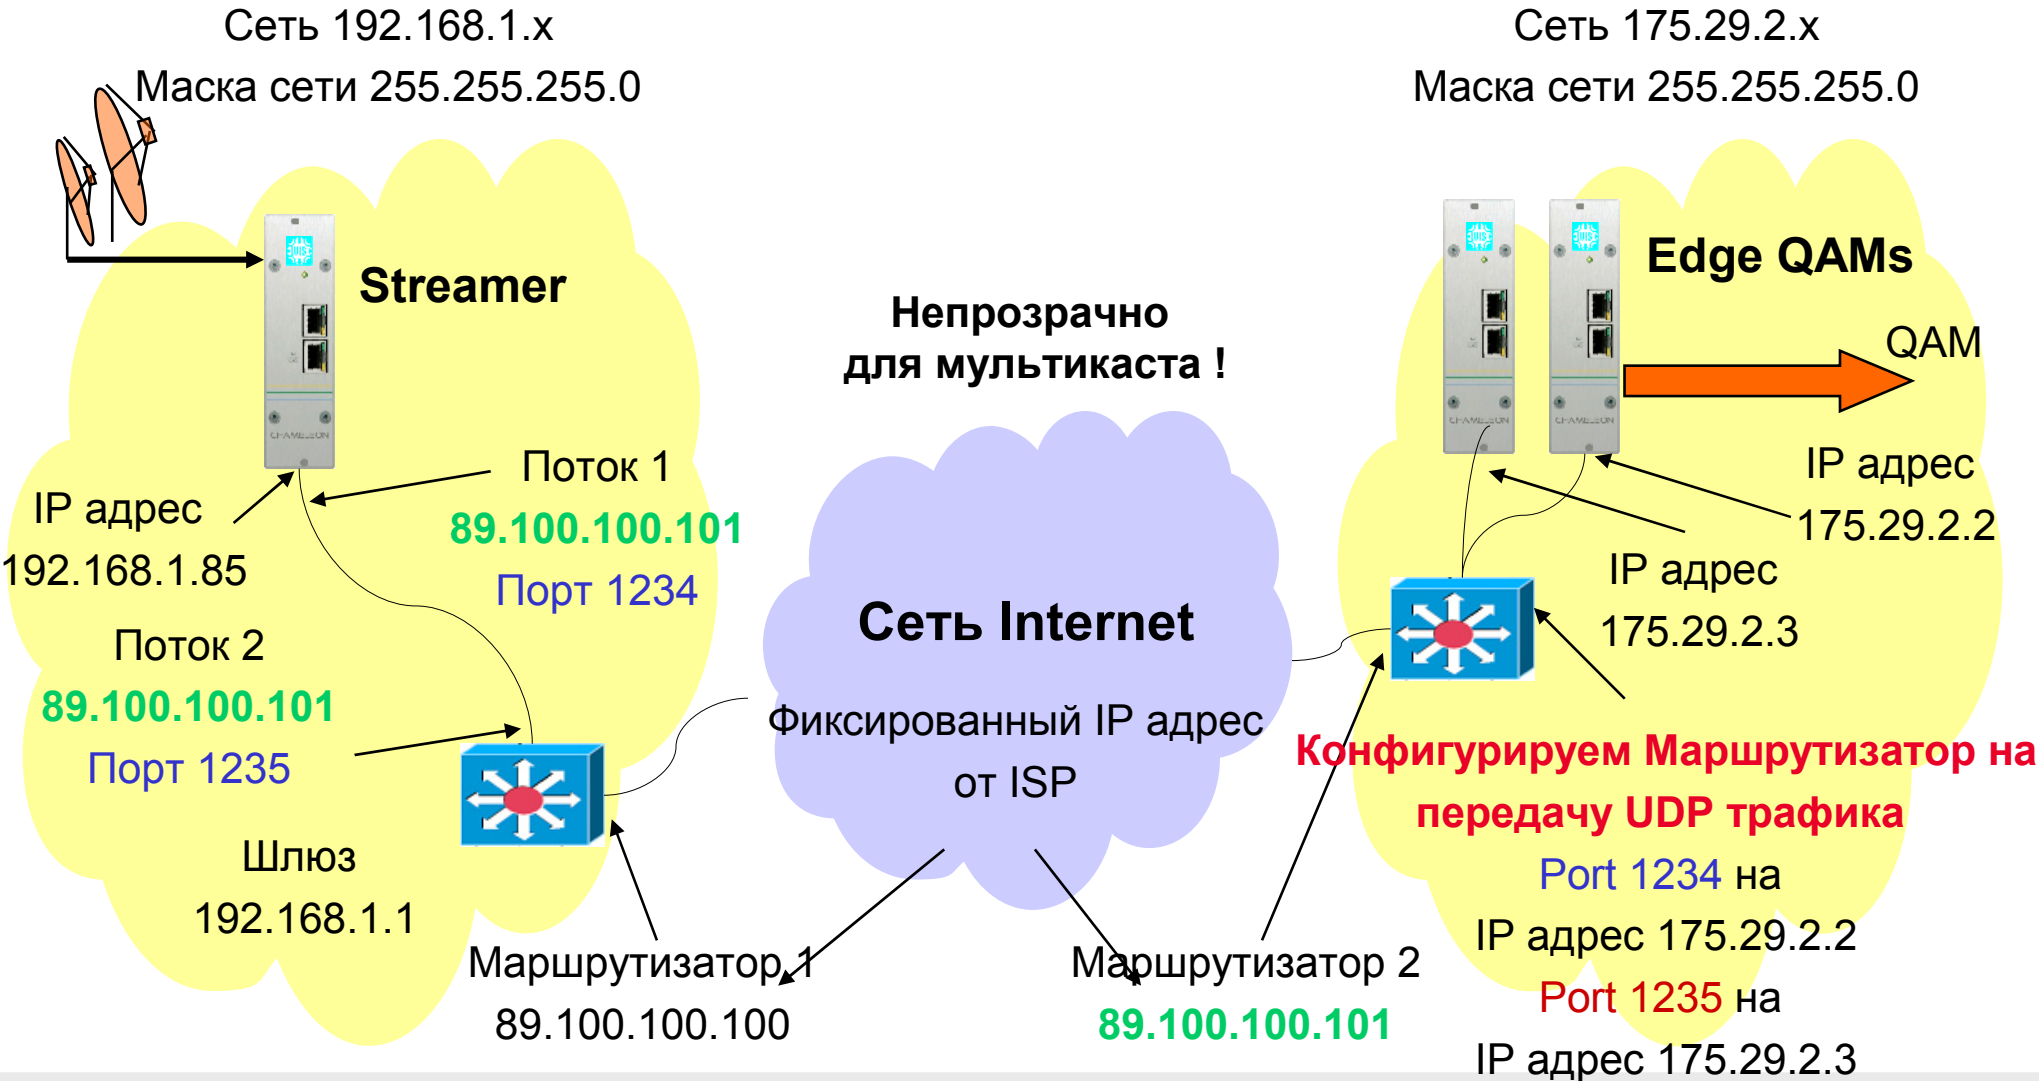 Сеть 192.168.1.x
Маска сети 255.255.255.0
Сеть 175.29.2.x
Маска сети 255.255.255.0
Streamer
CHAMELEON
IP адрес
192.168.1.85
Поток 1
89.100.100.101
Порт 1234
Поток 2
89.100.100.101
Порт 1235
Шлюз
192.168.1.1
Маршрутизатор 1
89.100.100.100
Непрозрачно
для мультикаста !
Сеть Internet
Фиксированный IP адрес
от ISP
Маршрутизатор 2
89.100.100.101
Edge QAMs
QAM
CHAMELEON
CHAMELEON
IP адрес
175.29.2.2
IP адрес
175.29.2.3
Конфигурируем Маршрутизатор на
передачу UDP трафика
Port 1234 на
IP адрес 175.29.2.2
Port 1235 на
IP адрес 175.29.2.3